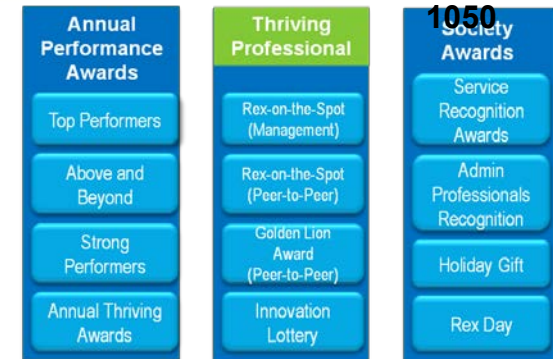 Annual
Performance
Awards
Top Performers
Above and
Beyond
Strong
Performers
Annual Thriving
Awards
Thriving
Professional
Rex-on-the-Spot
(Management)
Rex-on-the-Spot
(Peer-to-Peer)
Golden Lion
Award
(Peer-to-Peer)
Innovation
Lottery
1050
Society
Awards
Service
Recognition
Awards
Admin
Professionals
Recognition
Holiday Gift
Rex Day